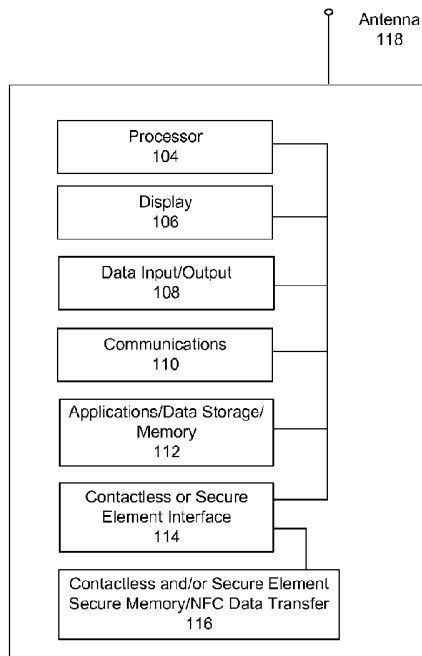 Antenna
118
Processor
104
Display
106
Data Input/Output
108
Communications
110
Applications/Data Storage/
Memory
112
Contactless or Secure
Element Interface
114
Contactless and/or Secure Element
Secure Memory/NFC Data Transfer
116